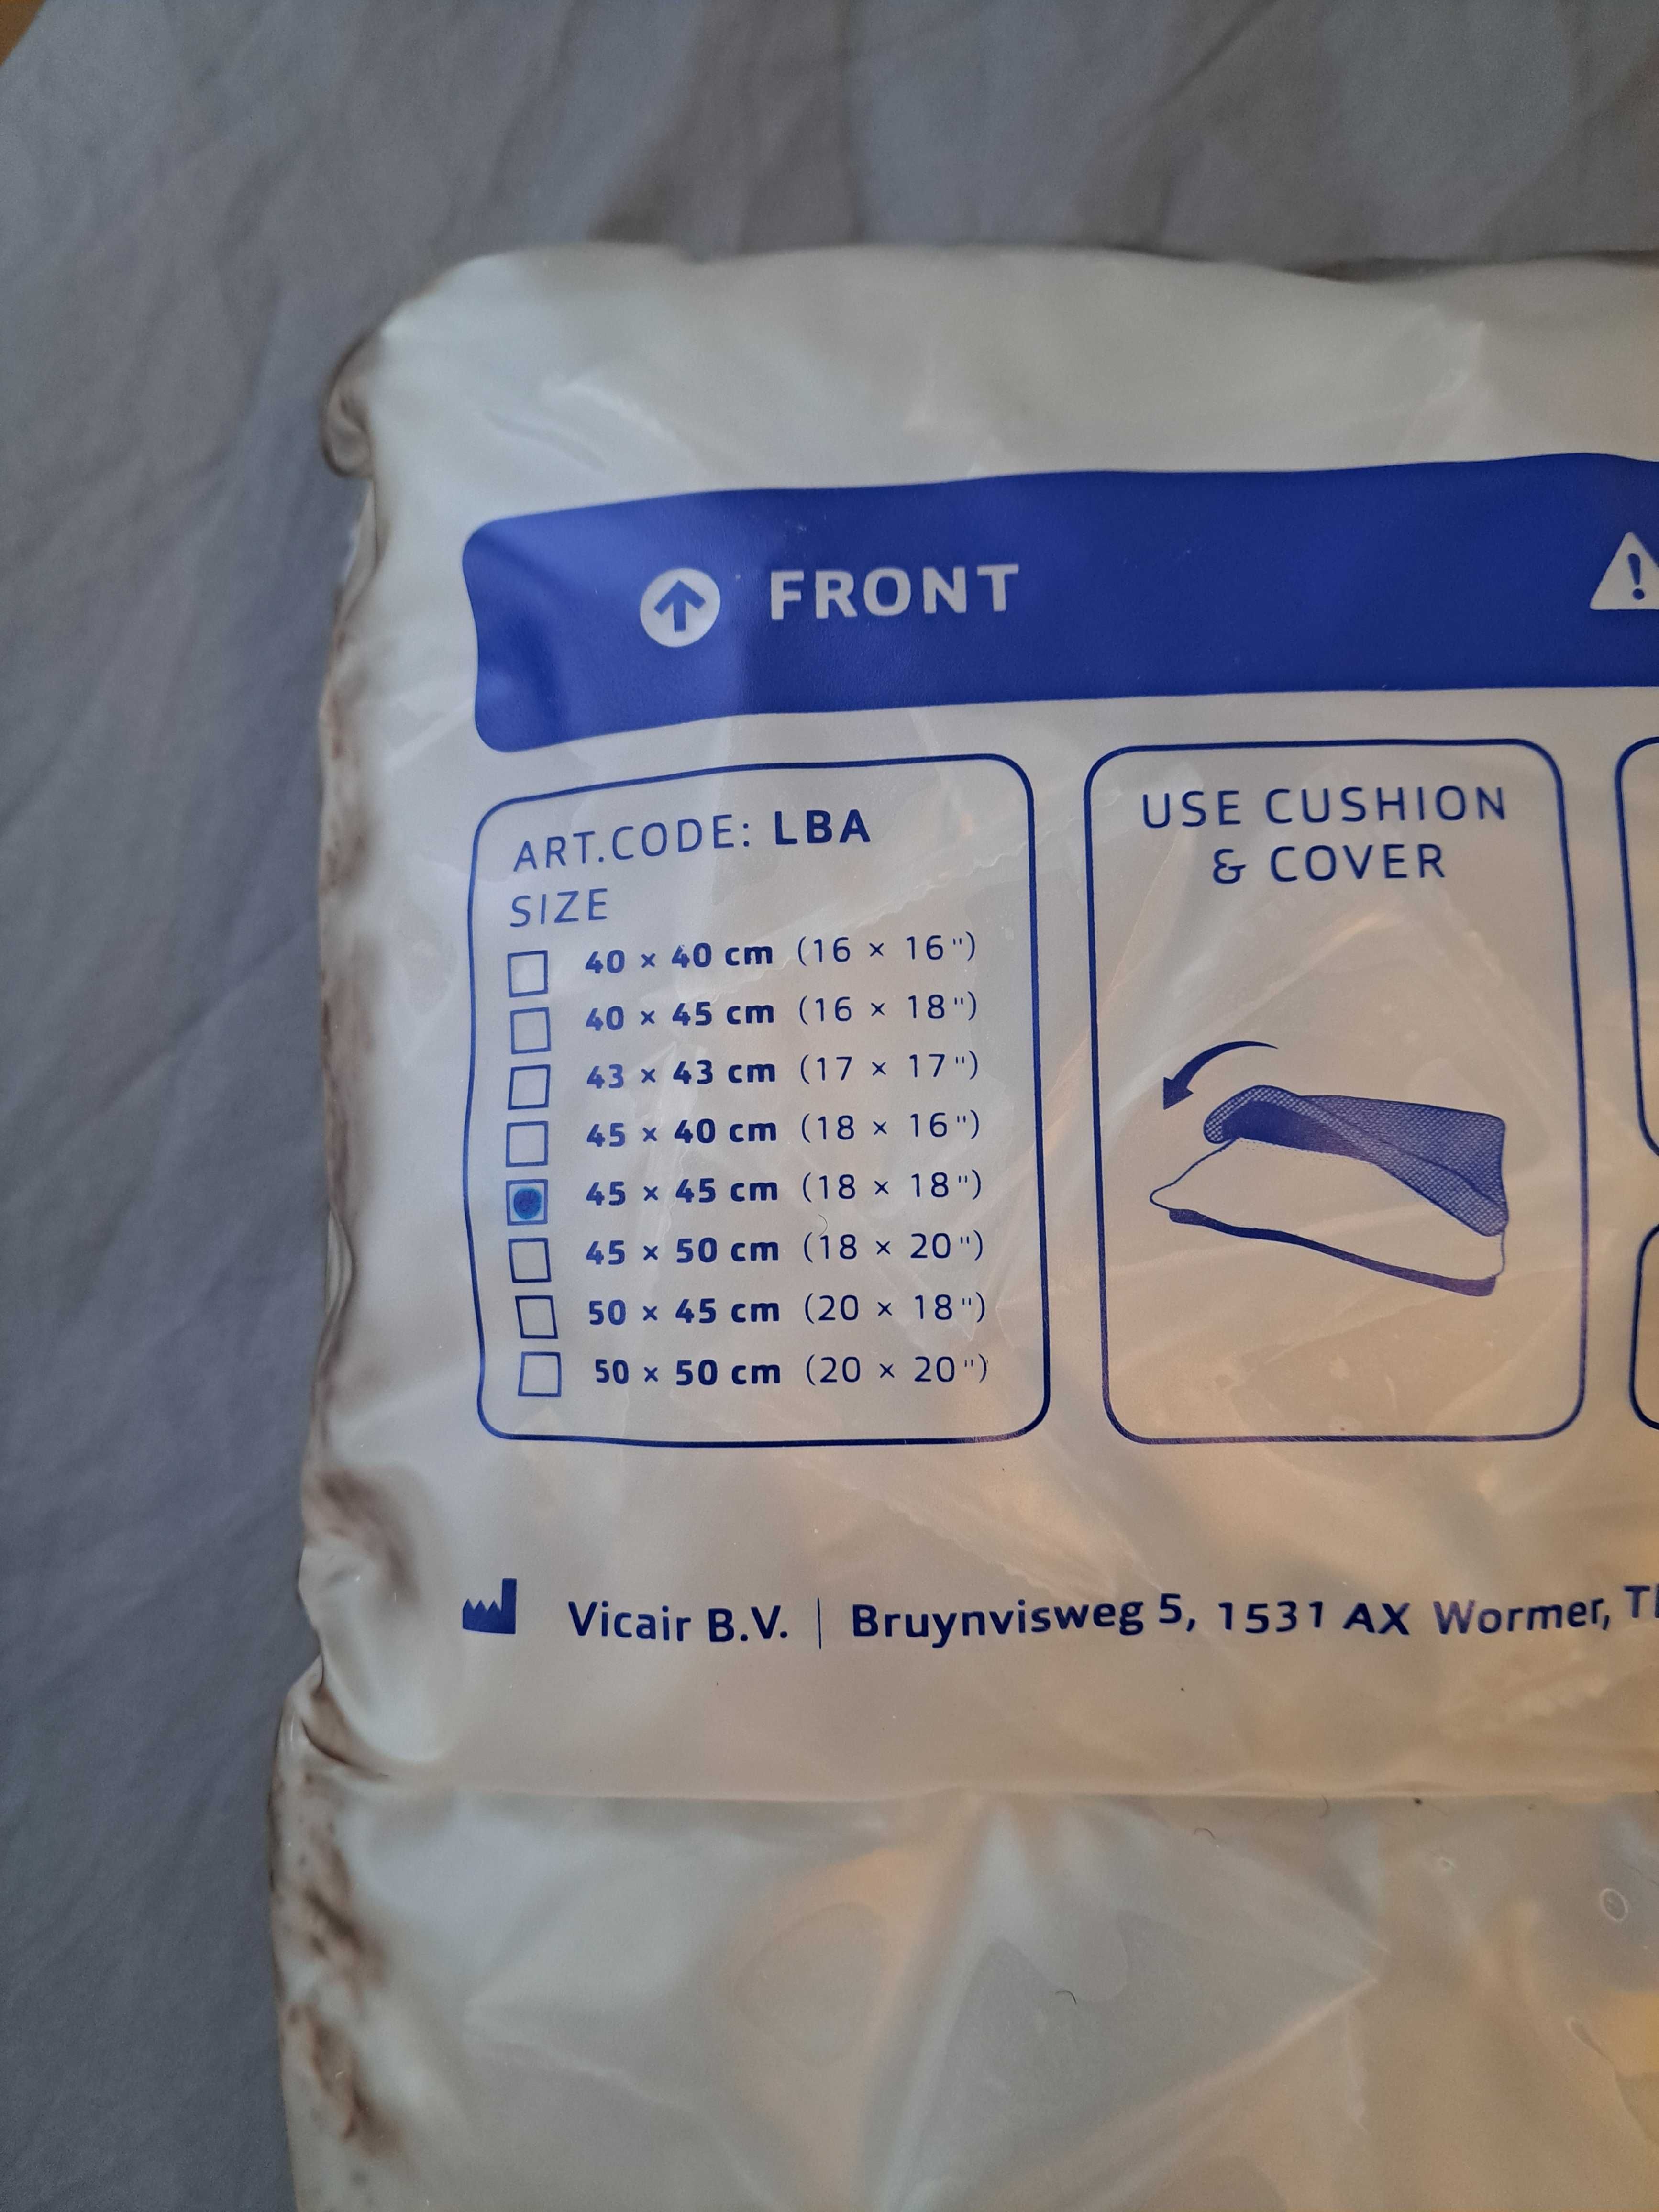 FRONT
ART.CODE: LBA
SIZE
40 × 40 cm (16 × 16")
40 × 45 cm (16 × 18")
43 × 43 cm (17 × 17")
45 × 40 cm (18 × 16")
45 × 45 cm (18 × 18")
45 × 50 cm (18 × 20")
50 × 45 cm (20 × 18")
50 × 50 cm (20 × 20")
USE CUSHION
& COVER
Vicair B.V. | Bruynvisweg 5, 1531 AX Wormer,